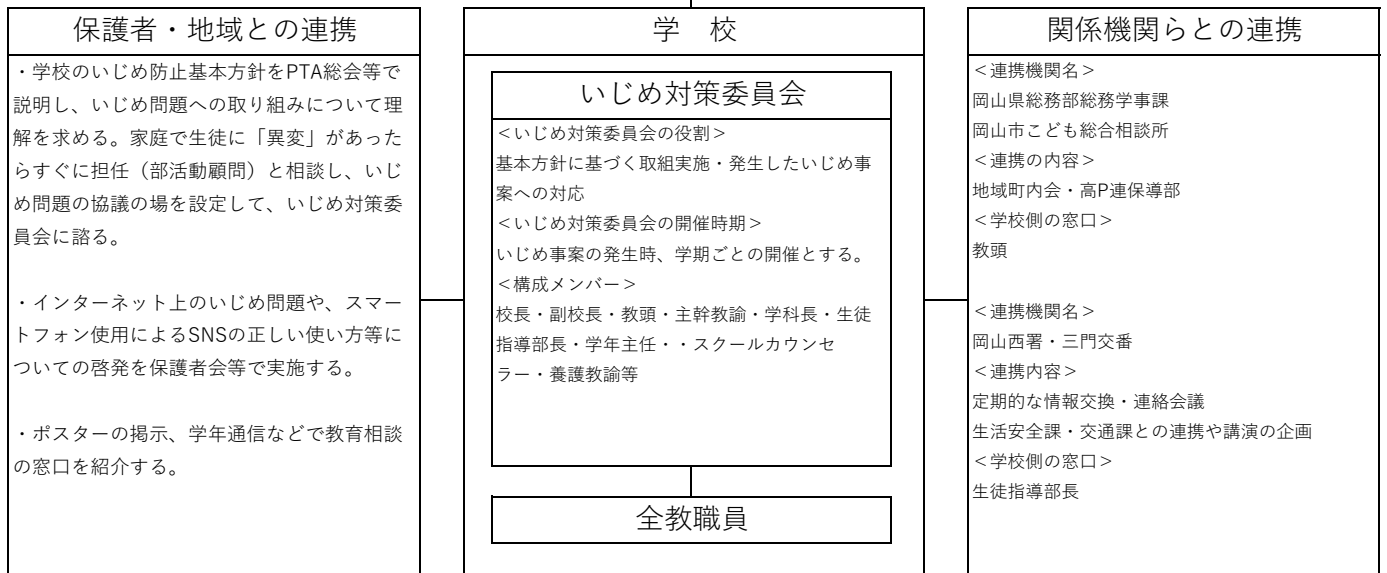 保護者・地域との連携
・学校のいじめ防止基本方針をPTA総会等で
説明し、いじめ問題への取り組みについて理
解を求める。家庭で生徒に「異変」があった
らすぐに担任（部活動顧問）と相談し、いじ
め問題の協議の場を設定して、いじめ対策委
員会に諮る。
・インターネット上のいじめ問題や、スマー
トフォン使用によるSNSの正しい使い方等に
ついての啓発を保護者会等で実施する。
・ポスターの掲示、学年通信などで教育相談
の窓口を紹介する。
学　校
いじめ対策委員会
＜いじめ対策委員会の役割＞
基本方針に基づく取組実施・発生したいじめ事
案への対応
＜いじめ対策委員会の開催時期＞
いじめ事案の発生時、学期ごとの開催とする。
＜構成メンバー＞
校長・副校長・教頭・主幹教諭・学科長・生徒
指導部長・学年主任・・スクールカウンセ
ラー・養護教諭等
全教職員
関係機関らとの連携
＜連携機関名＞
岡山県総務部総務学事課
岡山市こども総合相談所
＜連携の内容＞
地域町内会・高P連保導部
＜学校側の窓口＞
教頭
＜連携機関名＞
岡山西署・三門交番
＜連携内容＞
定期的な情報交換・連絡会議
生活安全課・交通課との連携や講演の企画
＜学校側の窓口＞
生徒指導部長